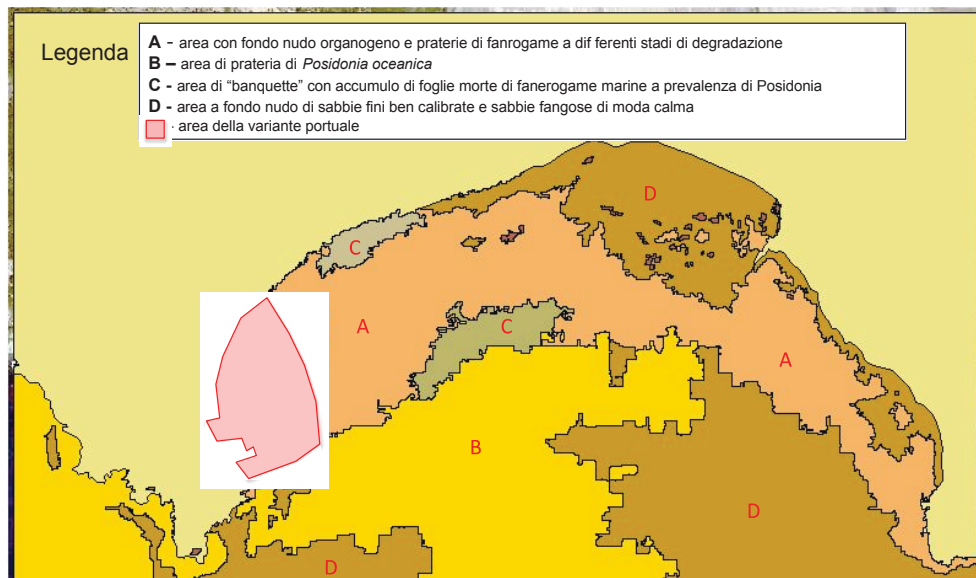 Legenda
A - area con fondo nudo organogeno e praterie di fanrogame a dif ferenti stadi di degradazione
B – area di prateria di Posidonia oceanica
C - area di “banquette” con accumulo di foglie morte di fanerogame marine a prevalenza di Posidonia
D - area a fondo nudo di sabbie fini ben calibrate e sabbie fangose di moda calma
- area della variante portuale
D
C
A
C
A
B
D
D